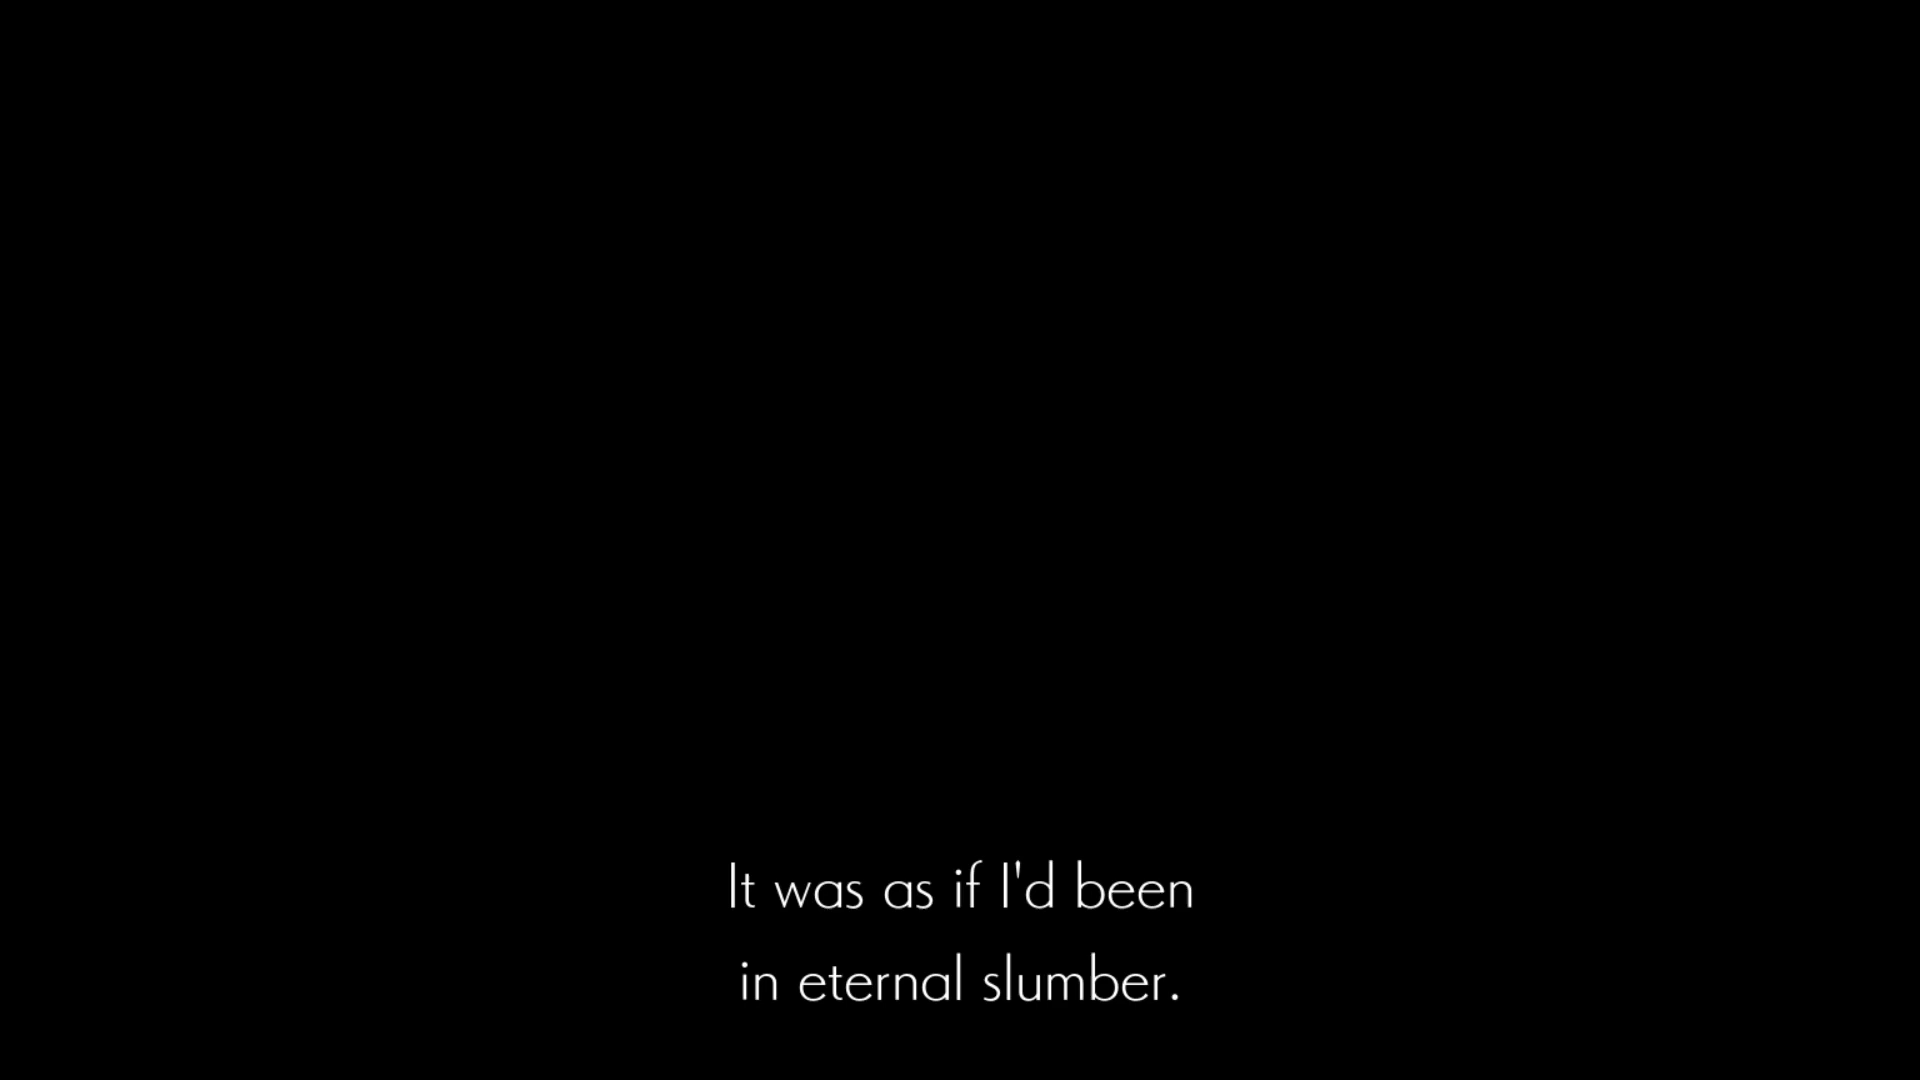 It was as if I'd been
in eternal slumber.